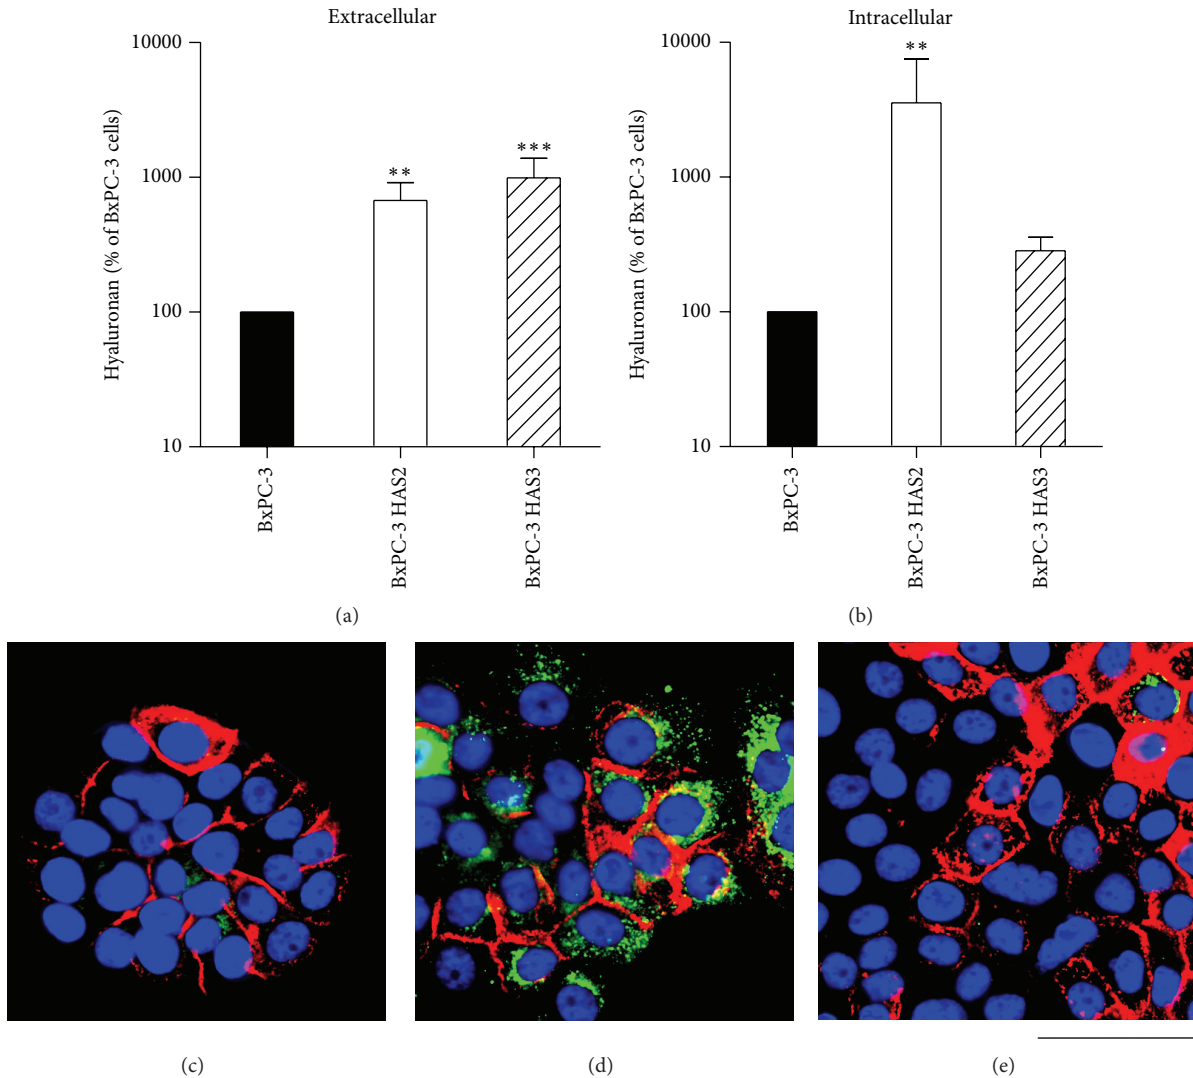 Extracellular
10000
1000
100
10
Hyaluronan (% of BxPC-3 cells)
**
***
BxPC-3
BxPC-3 HAS2
BxPC-3 HAS3
(a)
Intracellular
10000
1000
100
10
Hyaluronan (% of BxPC-3 cells)
**
BxPC-3
BxPC-3 HAS2
BxPC-3 HAS3
(b)
(c)
(d)
(e)